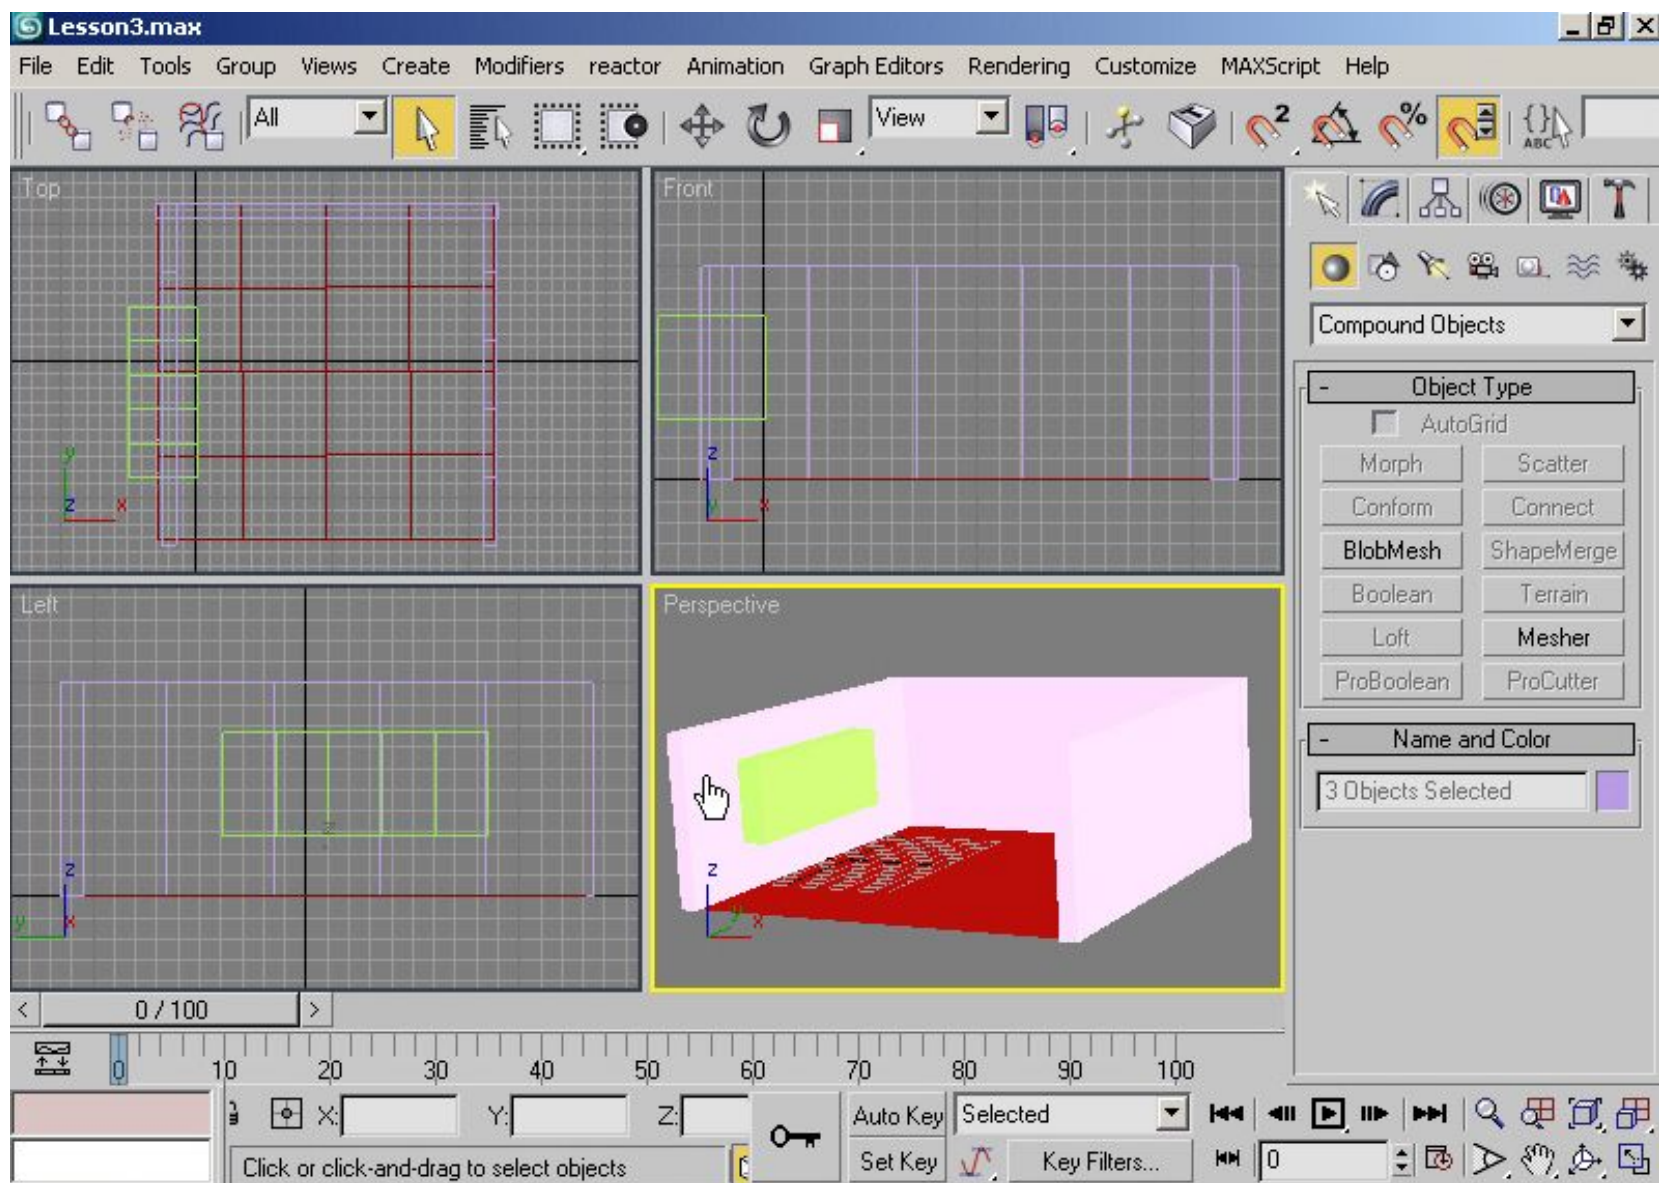 Lesson3.max
File Edit Tools Group Views Create Modifiers reactor Animation Graph Editors Rendering Customize MAXScript Help
All View 2 % {} ABC
Top Front
y
z x
z
y x
Compound Objects
- Object Type
AutoGrid
Morph Scatter
Conform Connect
BlobMesh ShapeMerge
Boolean Terrain
Loft Mesher
ProBoolean ProCutter
Left Perspective
z
y x
z
y x
- Name and Color
3 Objects Selected
< 0 / 100 >
0 10 20 30 40 50 60 70 80 90 100
X: Y: Z: Auto Key Selected
Click or click-and-drag to select objects Set Key Key Filters... 0